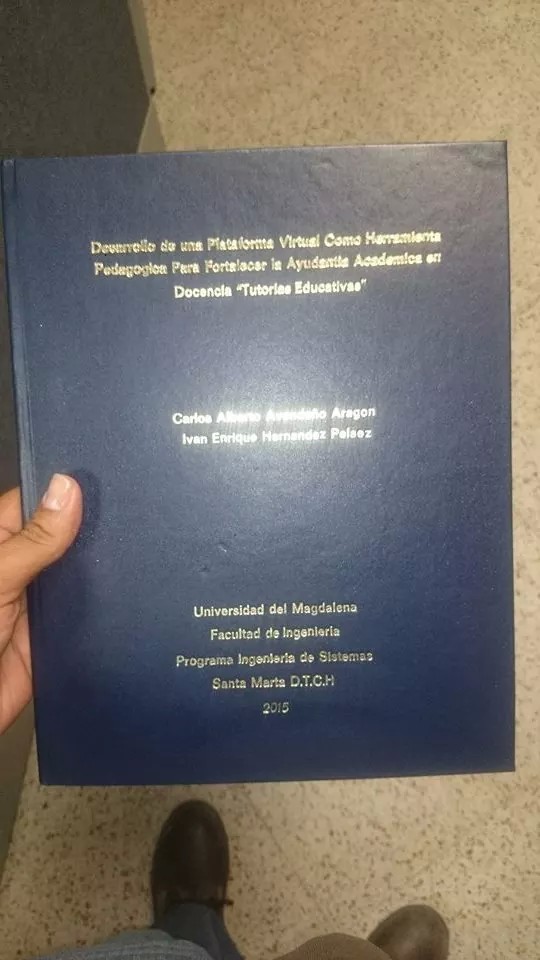 Desarrollo de una Plataforma Virtual Como Herramienta
Pedagogica Para Fortalecer la Ayudantia Academica en
Docencia "Tutorias Educativas"
Carlos Alberto Avendaño Aragon
Ivan Enrique Hernandez Pelaez
Universidad del Magdalena
Facultad de Ingenieria
Programa Ingenieria de Sistemas
Santa Marta D.T.C.H
2015